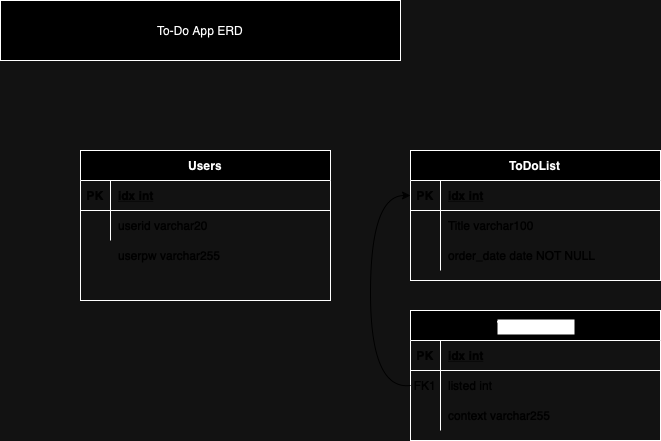 To-Do App ERD
Users
PK idx int
userid varchar20
userpw varchar255
ToDoList
PK idx int
Title varchar100
order_date date NOT NULL
PK idx int
FK1 listed int
context varchar255